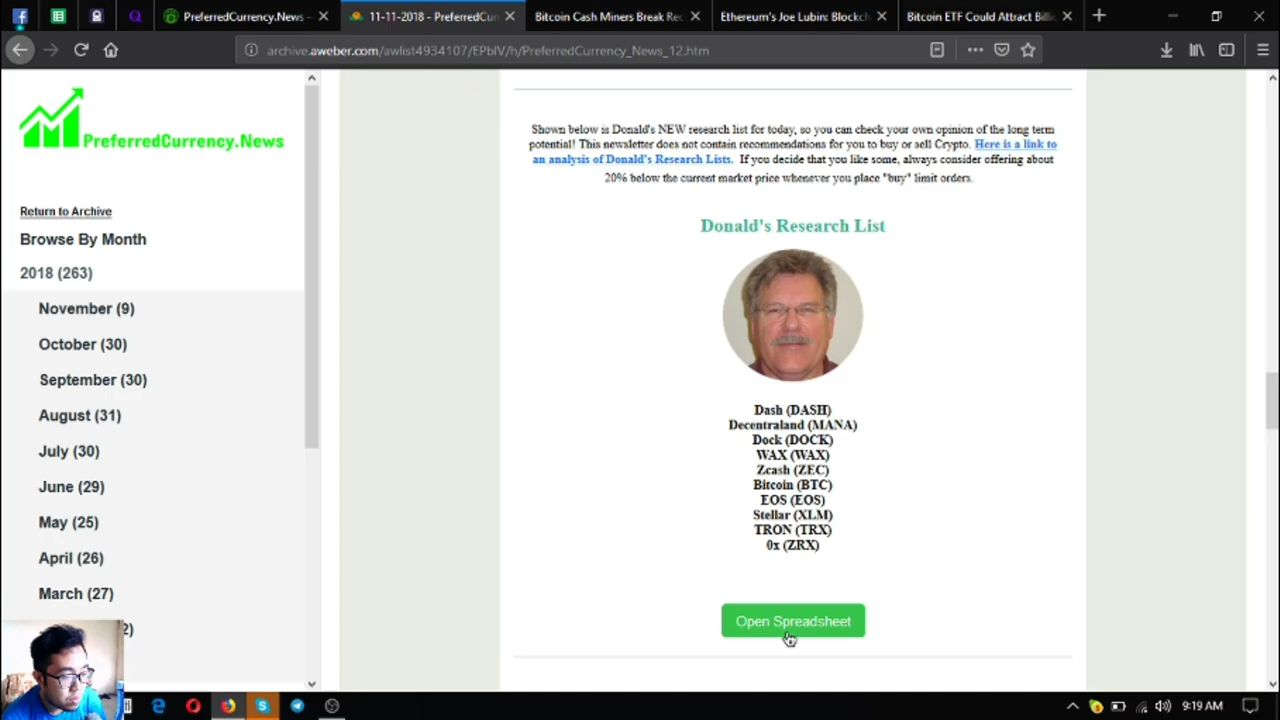 PreferredCurrency.News -
11-11-2018 - PreferredCur
Bitcoin Cash Miners Break Rec
Ethereum's Joe Lubin: Blockch
Bitcoin ETF Could Attract Billi
archive.aweber.com/awlist4934107/EPblV/h/PreferredCurrency_News_12.htm
PreferredCurrency.News
Return to Archive
Browse By Month
2018 (263)
November (9)
October (30)
September (30)
August (31)
July (30)
June (29)
May (25)
April (26)
March (27)
2)
Shown below is Donald's NEW research list for today, so you can check your own opinion of the long term
potential! This newsletter does not contain recommendations for you to buy or sell Crypto. Here is a link to
an analysis of Donald's Research Lists. If you decide that you like some, always consider offering about
20% below the current market price whenever you place "buy" limit orders.
Donald's Research List
Dash (DASH)
Decentraland (MANA)
Dock (DOCK)
WAX (WAX)
Zcash (ZEC)
Bitcoin (BTC)
EOS (EOS)
Stellar (XLM)
TRON (TRX)
0x (ZRX)
Open Spreadsheet
9:19 AM